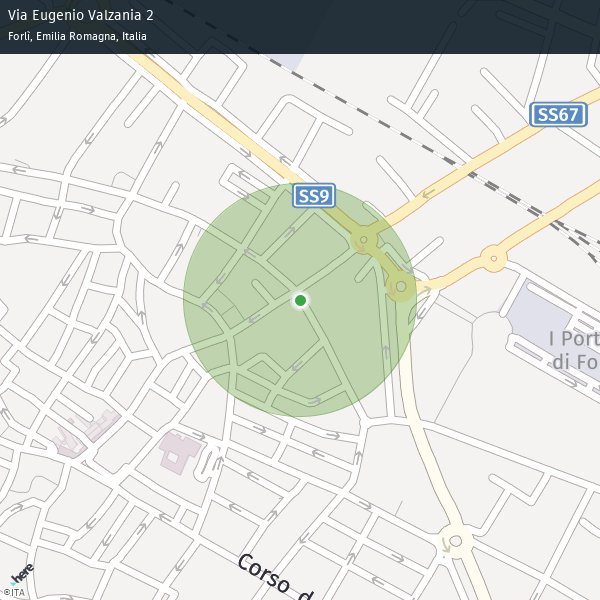 Via Eugenio Valzania 2
Forlì, Emilia Romagna, Italia
SS67
SS9
I Port
di Fo
Corso d
here
©ITA